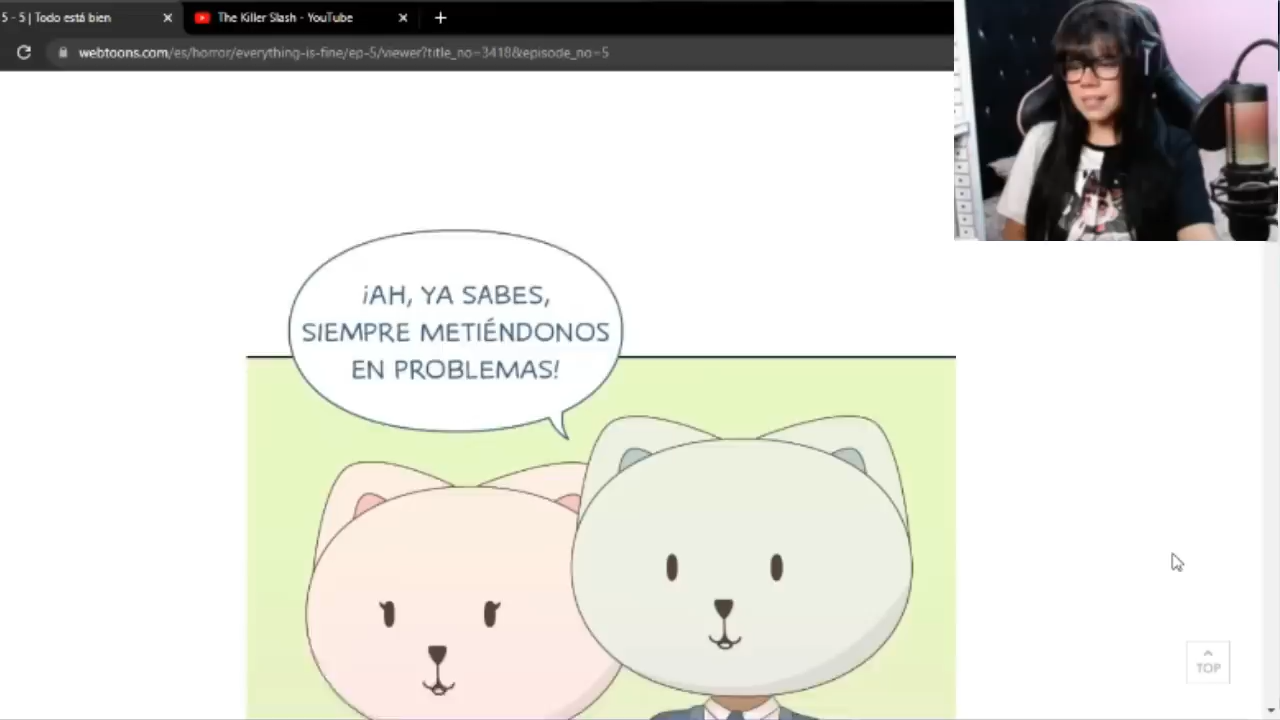 5 - 5 | Todo está bien
The Killer Slash - YouTube
webtoons.com/es/horror/everything-is-fine/ep-5/viewer?title_no=3418&episode_no=5
¡AH, YA SABES,
SIEMPRE METIÉNDONOS
EN PROBLEMAS!
TOP